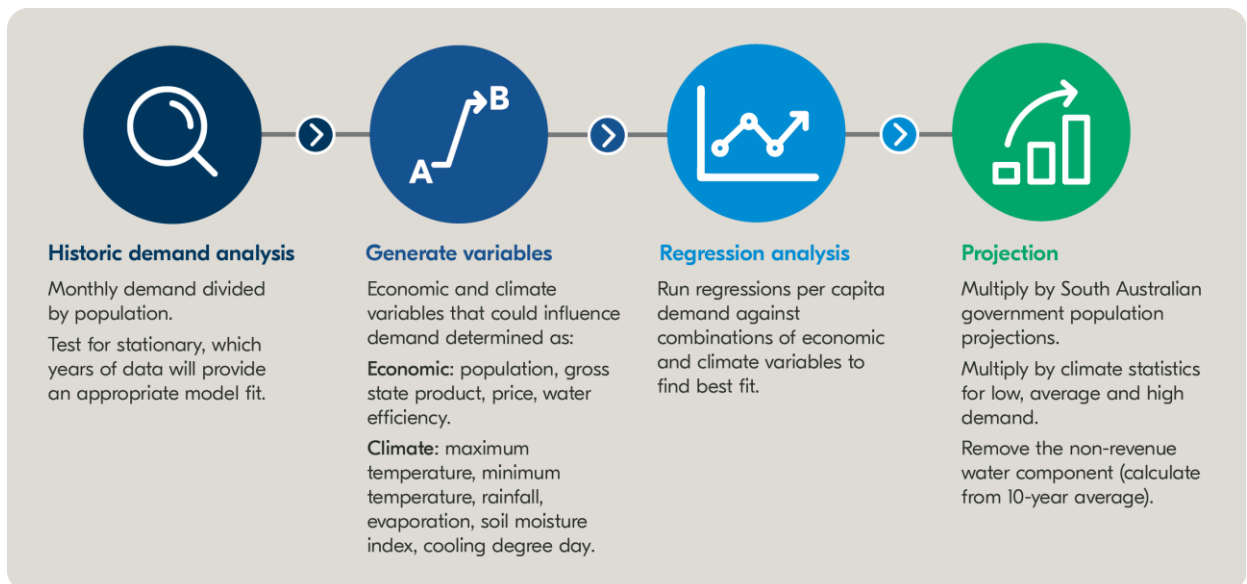 A
B
Historic demand analysis
Monthly demand divided
by population.
Test for stationary, which
years of data will provide
an appropriate model fit.
Generate variables
Economic and climate
variables that could influence
demand determined as:
Economic: population, gross
state product, price, water
efficiency.
Climate: maximum
temperature, minimum
temperature, rainfall,
evaporation, soil moisture
index, cooling degree day.
Regression analysis
Run regressions per capita
demand against
combinations of economic
and climate variables to
find best fit.
Projection
Multiply by South Australian
government population
projections.
Multiply by climate statistics
for low, average and high
demand.
Remove the non-revenue
water component (calculate
from 10-year average).